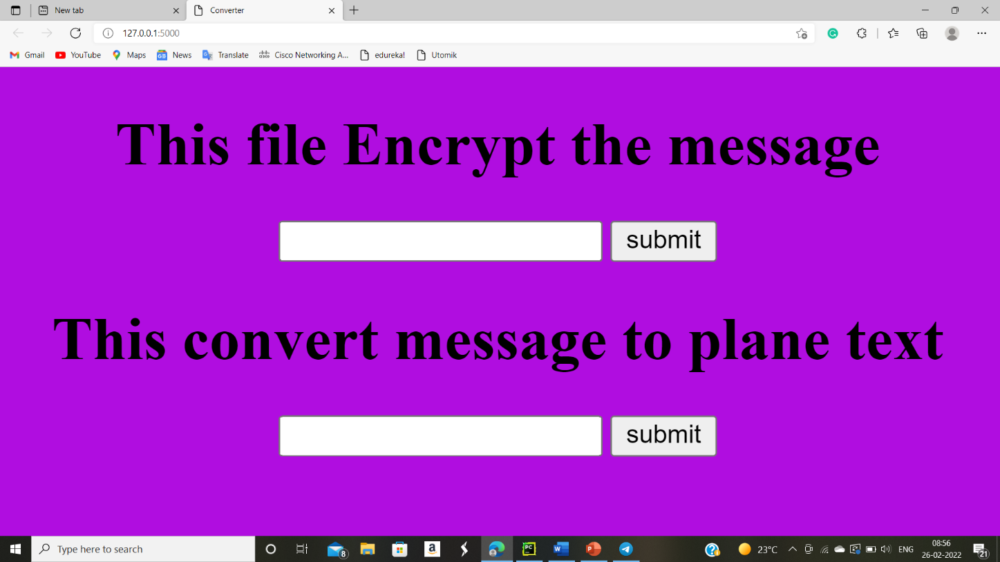 New tab
Converter
127.0.0.1:5000
Gmail YouTube Maps News Translate Cisco Networking A... edureka! Utomik
This file Encrypt the message
submit
This convert message to plane text
submit
Type here to search
8
23°C
ENG
08:56
26-02-2022
21